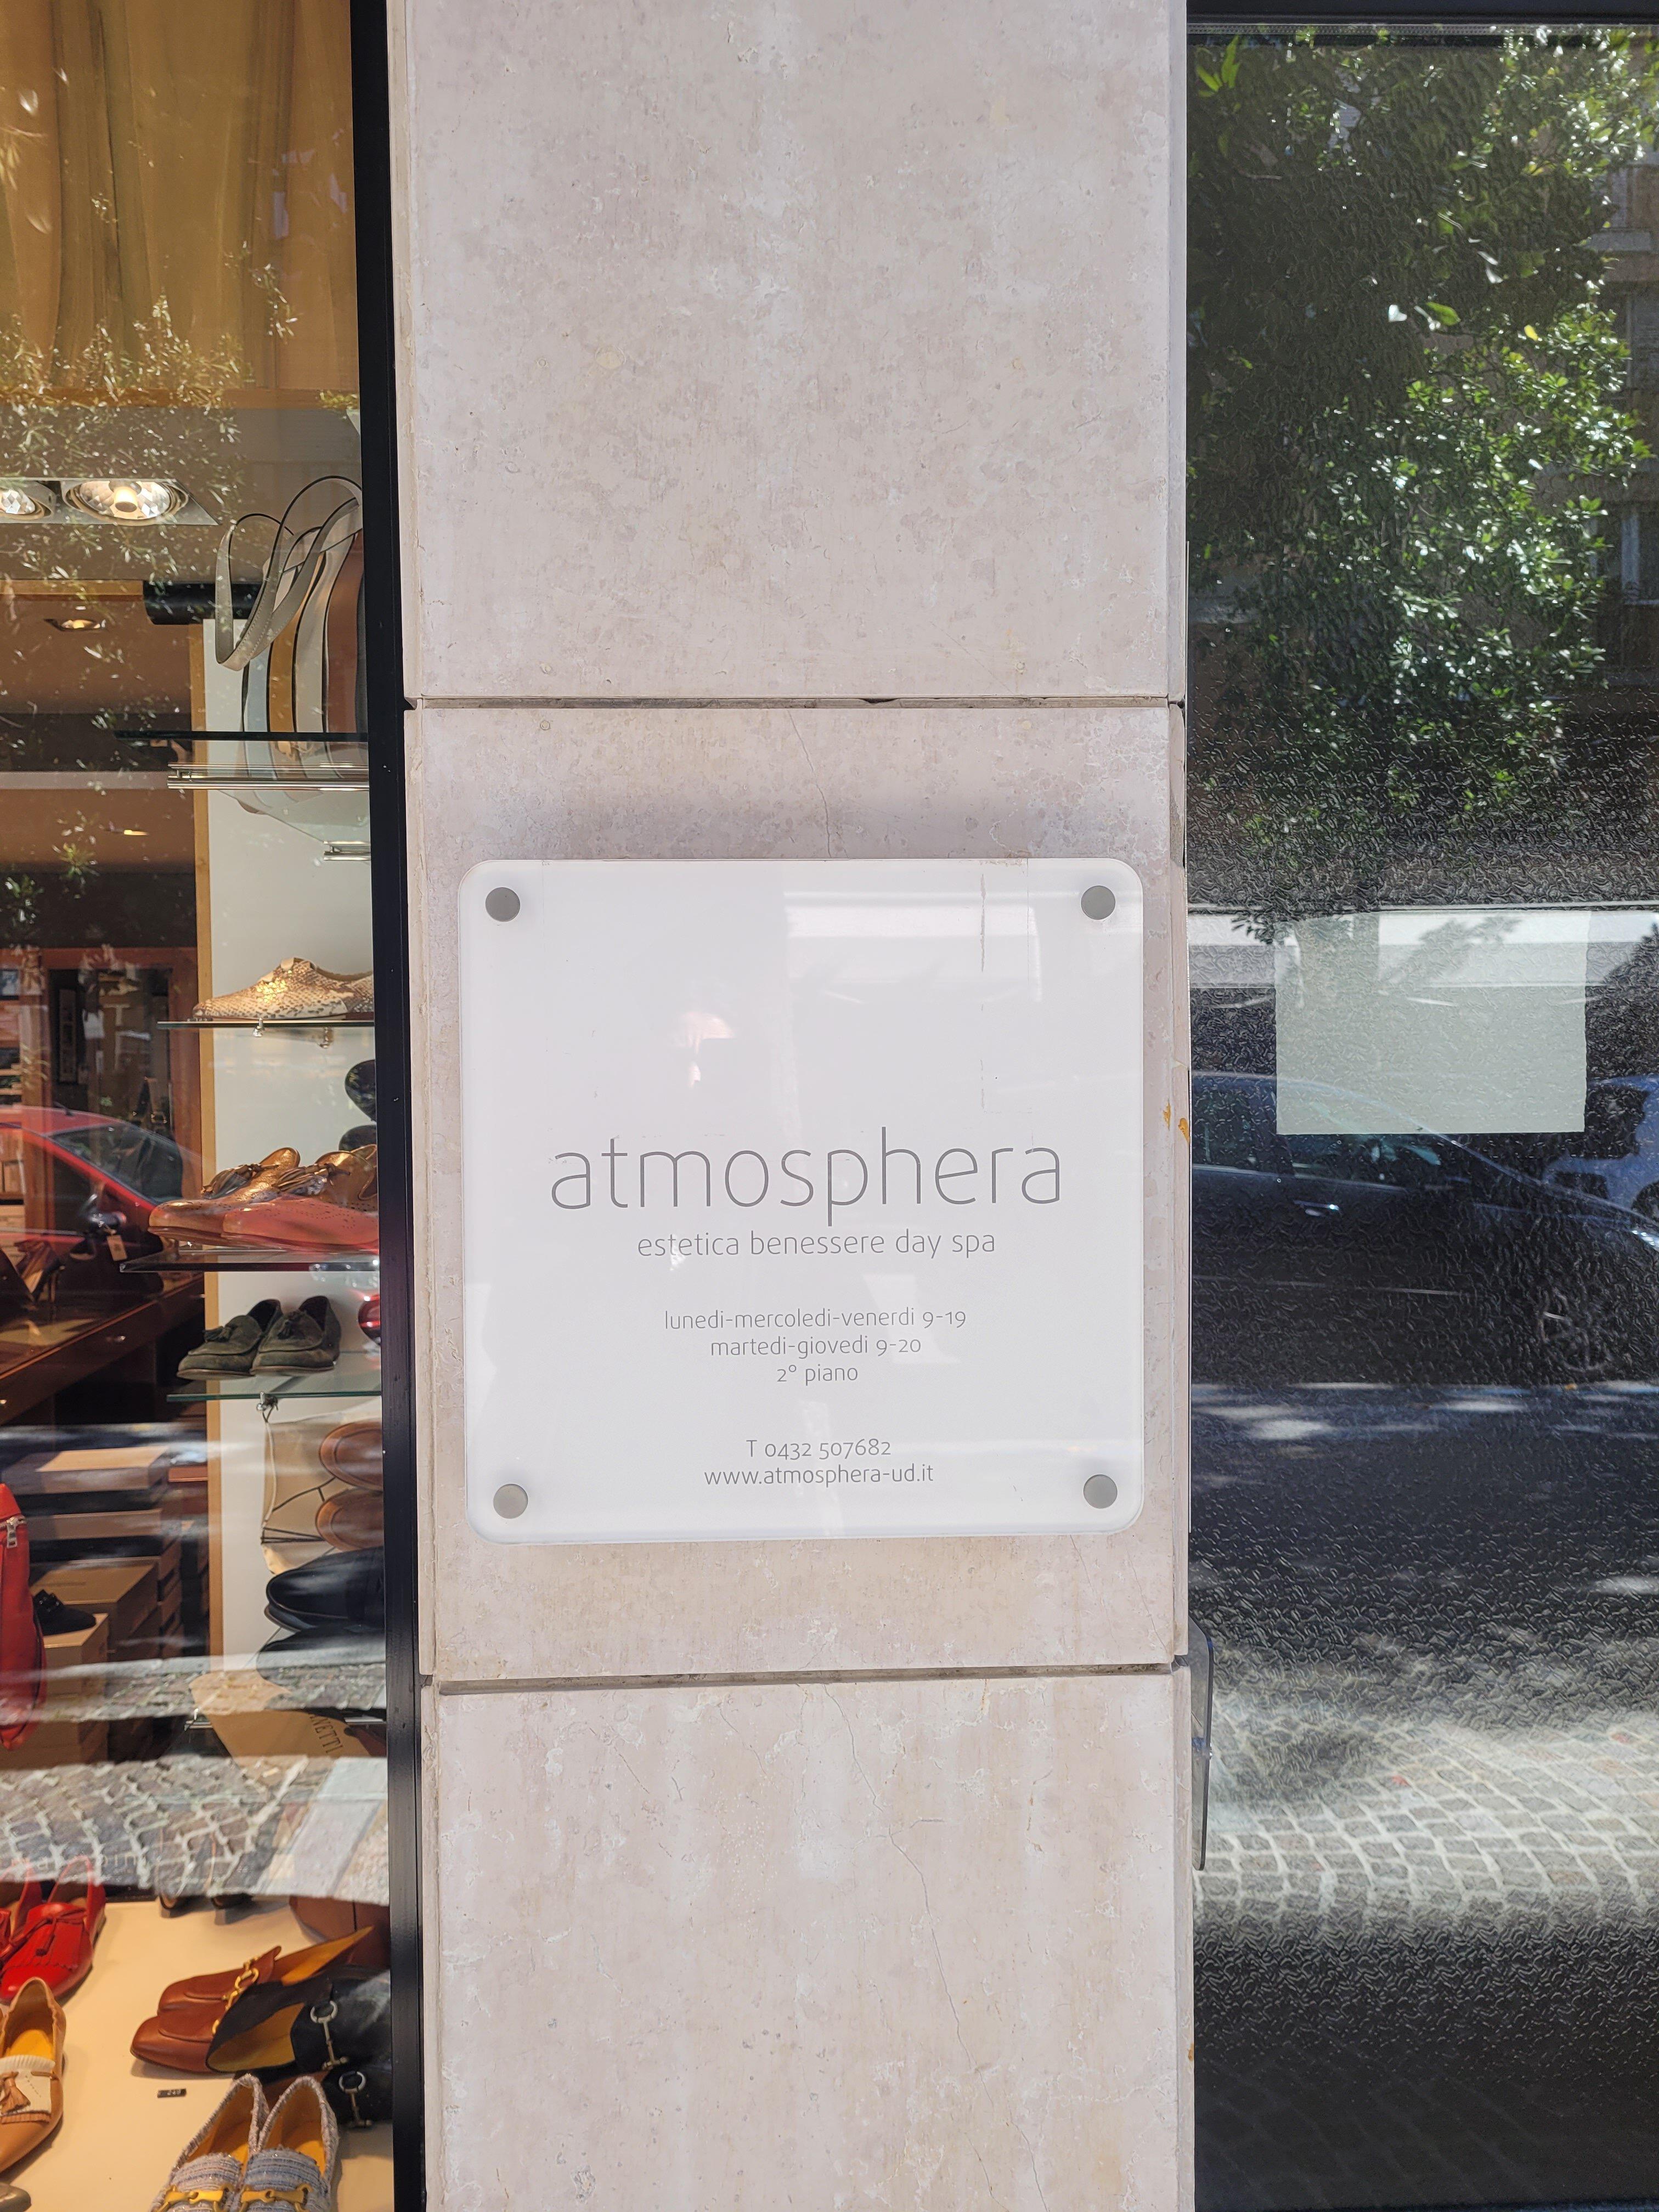 atmosphera
estetica benessere day spa
lunedi-mercoledi-venerdi 9-19
martedi-giovedi 9-20
2° piano
T 0432 507682
www.atmosphera-ud.it